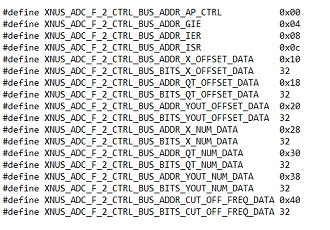 #define XNUS_ADC_F_2_CTRL_BUS_ADDR_AP_CTRL 0x00
#define XNUS_ADC_F_2_CTRL_BUS_ADDR_GIE 0x04
#define XNUS_ADC_F_2_CTRL_BUS_ADDR_IER 0x08
#define XNUS_ADC_F_2_CTRL_BUS_ADDR_ISR 0x0c
#define XNUS_ADC_F_2_CTRL_BUS_ADDR_X_OFFSET_DATA 0x10
#define XNUS_ADC_F_2_CTRL_BUS_BITS_X_OFFSET_DATA 32
#define XNUS_ADC_F_2_CTRL_BUS_ADDR_QT_OFFSET_DATA 0x18
#define XNUS_ADC_F_2_CTRL_BUS_BITS_QT_OFFSET_DATA 32
#define XNUS_ADC_F_2_CTRL_BUS_ADDR_YOUT_OFFSET_DATA 0x20
#define XNUS_ADC_F_2_CTRL_BUS_BITS_YOUT_OFFSET_DATA 32
#define XNUS_ADC_F_2_CTRL_BUS_ADDR_X_NUM_DATA 0x28
#define XNUS_ADC_F_2_CTRL_BUS_BITS_X_NUM_DATA 32
#define XNUS_ADC_F_2_CTRL_BUS_ADDR_QT_NUM_DATA 0x30
#define XNUS_ADC_F_2_CTRL_BUS_BITS_QT_NUM_DATA 32
#define XNUS_ADC_F_2_CTRL_BUS_ADDR_YOUT_NUM_DATA 0x38
#define XNUS_ADC_F_2_CTRL_BUS_BITS_YOUT_NUM_DATA 32
#define XNUS_ADC_F_2_CTRL_BUS_ADDR_CUT_OFF_FREQ_DATA 0x40
#define XNUS_ADC_F_2_CTRL_BUS_BITS_CUT_OFF_FREQ_DATA 32